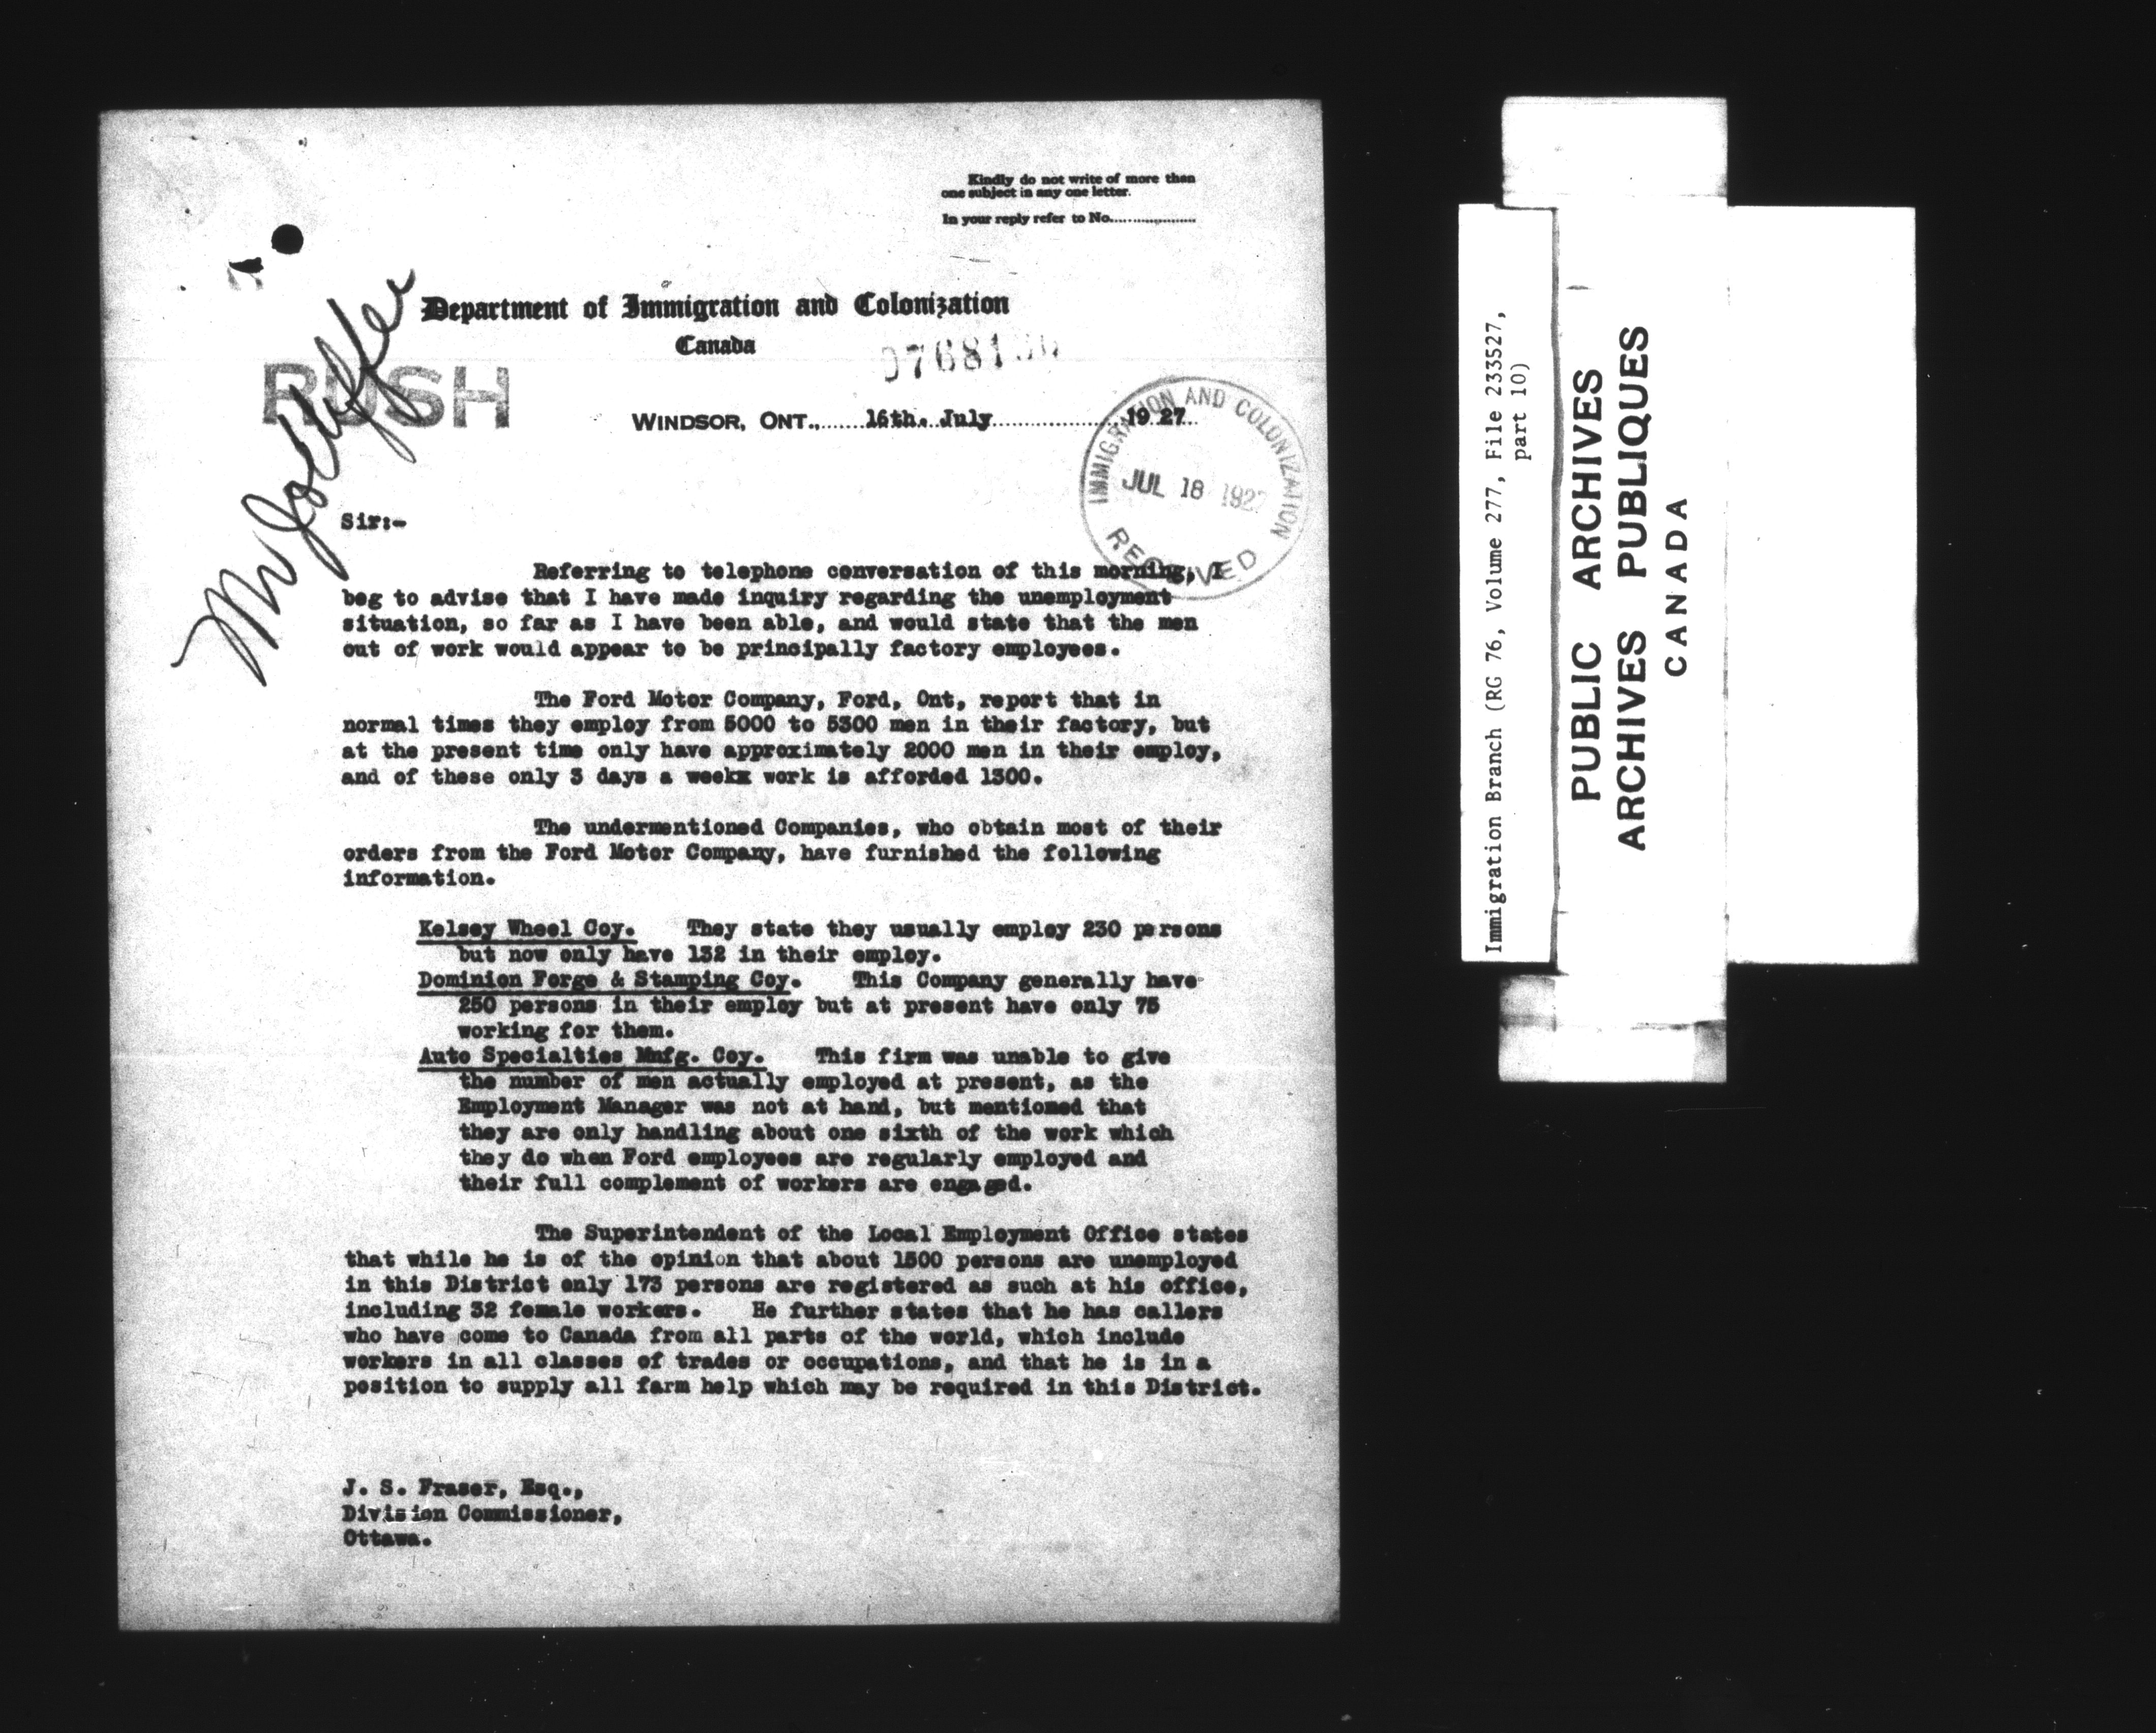 Kindly do not write of more than
one subject in any one letter.
In your reply refer to No....................
Department of Immigration and Colonization
Canada
RUSH
WINDSOR, ONT.,.......16th. July.........................19 27
IMMIGRATION AND COLONIZATION
JUL 18 192
RECEIVED
Mr Jolliffe
Sir:-
Referring to telephone conversation of this morning, I
beg to advise that I have made inquiry regarding the unemployment
situation, so far as I have been able, and would state that the men
out of work would appear to be principally factory employees.
The Ford Motor Company, Ford, Ont, report that in
normal times they employ from 5000 to 5300 men in their factory, but
at the present time only have approximately 2000 men in their employ,
and of these only 3 days a weekx work is afforded 1300.
The undermentioned Companies, who obtain most of their
orders from the Ford Motor Company, have furnished the following
information.
Kelsey Wheel Coy. They state they usually employ 230 persons
but now only have 132 in their employ.
Dominion Forge & Stamping Coy. This Company generally have
250 persons in their employ but at present have only 75
working for them.
Auto Specialties Mnfg. Coy. This firm was unable to give
the number of men actually employed at present, as the
Employment Manager was not at hand, but mentioned that
they are only handling about one sixth of the work which
they do when Ford employees are regularly employed and
their full complement of workers are engaged.
The Superintendent of the Local Employment Office states
that while he is of the opinion that about 1500 persons are unemployed
in this District only 173 persons are registered as such at his office,
including 32 female workers. He further states that he has callers
who have come to Canada from all parts of the world, which include
workers in all classes of trades or occupations, and that he is in a
position to supply all farm help which may be required in this District.
J. S. Fraser, Esq.,
Division Commissioner,
Ottawa.
Immigration Branch (RG 76, Volume 277, File 233527,
part 10)
PUBLIC ARCHIVES
ARCHIVES PUBLIQUES
CANADA